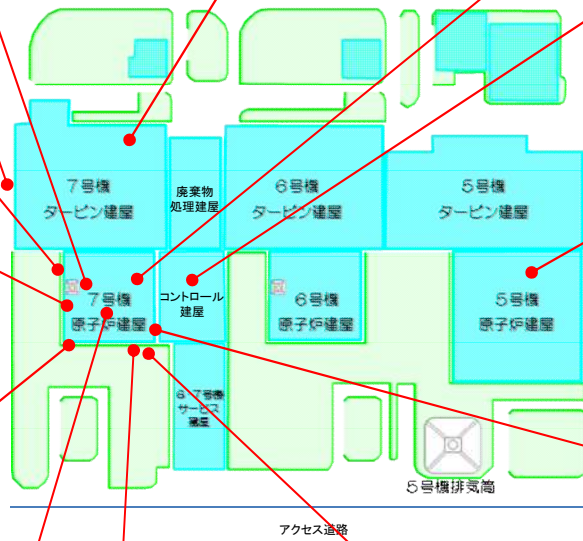 7号機
タービン建屋
廃棄物
処理建屋
6号機
タービン建屋
5号機
タービン建屋
7号機
原子炉建屋
コントロール
建屋
6号機
原子炉建屋
5号機
原子炉建屋
6, 7号機
サービス
建屋
5号機排気筒
アクセス道路